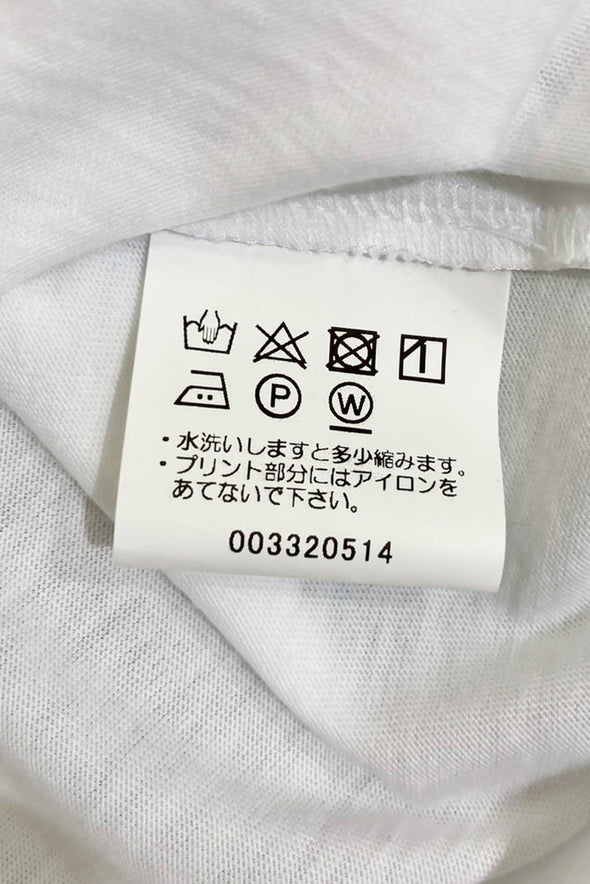 P
W
・水洗いしますと多少縮みます。
・プリント部分にはアイロンを
あてないで下さい。
003320514